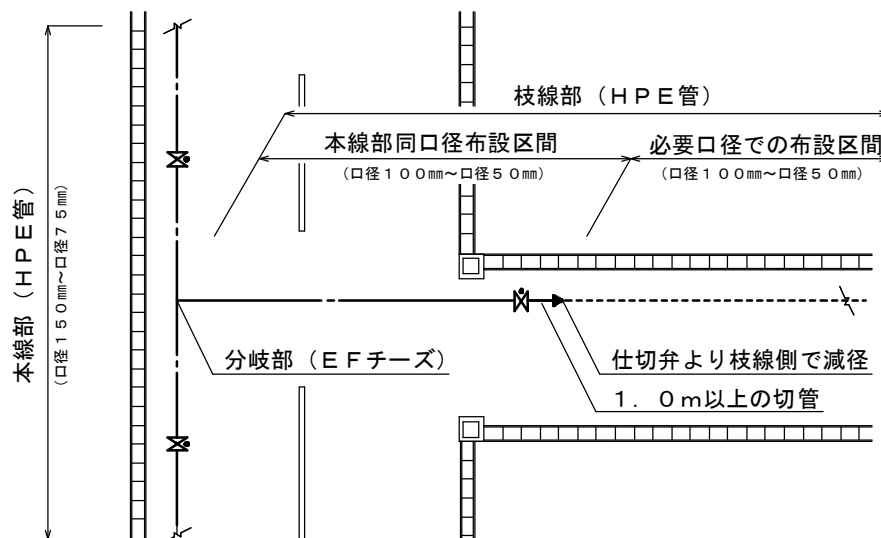 枝線部（ＨＰＥ管）
本線部同口径布設区間
（口径１００㎜～口径５０㎜）
必要口径での布設区間
（口径１００㎜～口径５０㎜）
本線部（ＨＰＥ管）
（口径１５０㎜～口径７５㎜）
分岐部（ＥＦチーズ）
仕切弁より枝線側で減径
１．０ｍ以上の切管